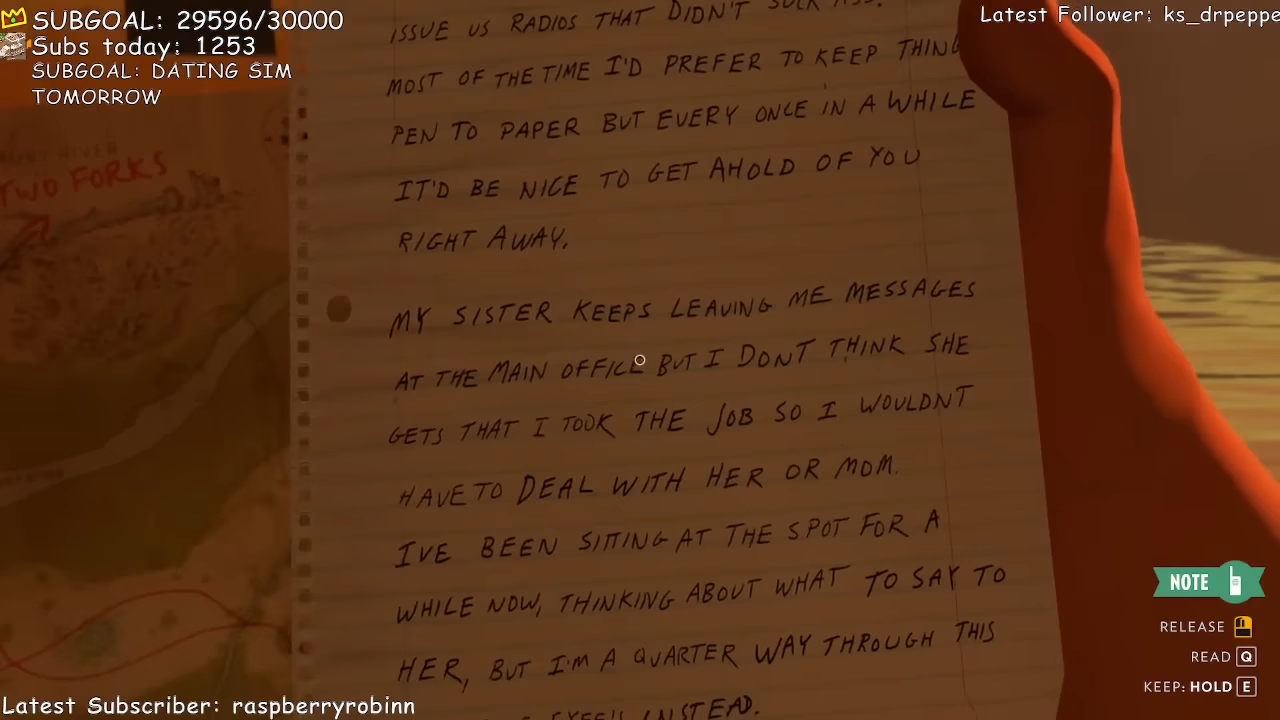 SUBGOAL: 29596/30000
Subs today: 1253
SUBGOAL: DATING SIM
TOMORROW
Latest Follower: ks_drpeppe
TWO FORKS
ISSUE US RADIOS THAT DIDN'T SUCK ASS.
MOST OF THE TIME I'D PREFER TO KEEP THING
PEN TO PAPER BUT EVERY ONCE IN A WHILE
IT'D BE NICE TO GET AHOLD OF YOU
RIGHT AWAY.
MY SISTER KEEPS LEAVING ME MESSAGES
AT THE MAIN OFFICE BUT I DONT THINK SHE
GETS THAT I TOOK THE JOB SO I WOULDNT
HAVE TO DEAL WITH HER OR MOM.
IVE BEEN SITTING AT THE SPOT FOR A
WHILE NOW, THINKING ABOUT WHAT TO SAY TO
HER, BUT I'M A QUARTER WAY THROUGH THIS
INSTEAD.
NOTE
RELEASE
READ Q
KEEP: HOLD E
Latest Subscriber: raspberryrobinn